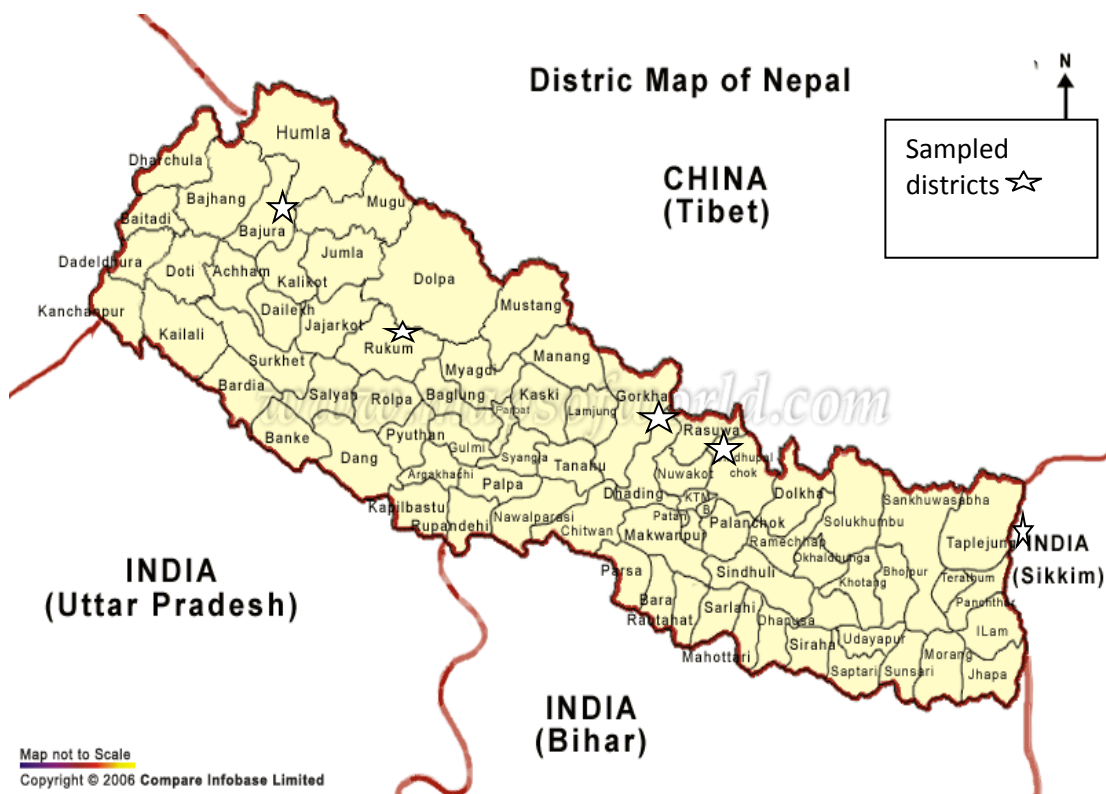 N
Distric Map of Nepal
Sampled
districts
CHINA
(Tibet)
Humla
Dharchula
Bajhang
Mugu
Baitadi
Bajura
Jumla
Dadeldhura
Doti
Achham
Kalikot
Dolpa
Mustang
Kanchanpur
Dailekh
Jajarkot
Kailali
Rukum
Surkhet
Myagdi
Manang
Bardia
Salyan
Rolpa
Baglung
Kaski
Gorkha
Parbat
Lamjung
www.mapsofworld.com
Rasuwa
Banke
Pyuthan
Gulmi
Syangja
Dang
Tanahu
Nuwakot
dhupal
chok
Argakhachi
Palpa
Dhading
KTM
B
Dolkha
Sankhuwasabha
Kapilbastu
Rupandehi
Nawalparasi
Chitwan
Patan
Makwanpur
Palanchok
Solukhumbu
Ramechhap
Taplejung
INDIA
(Sikkim)
Okhaldhunga
Parsa
Sindhuli
Khotang
Bhojpur
Terathum
INDIA
(Uttar Pradesh)
Bara
Rautahat
Sarlahi
Dhanusa
Panchthar
ILam
Mahottari
Siraha
Udayapur
Saptari
Sunsari
Morang
Jhapa
INDIA
(Bihar)
Map not to Scale
Copyright © 2006 Compare Infobase Limited